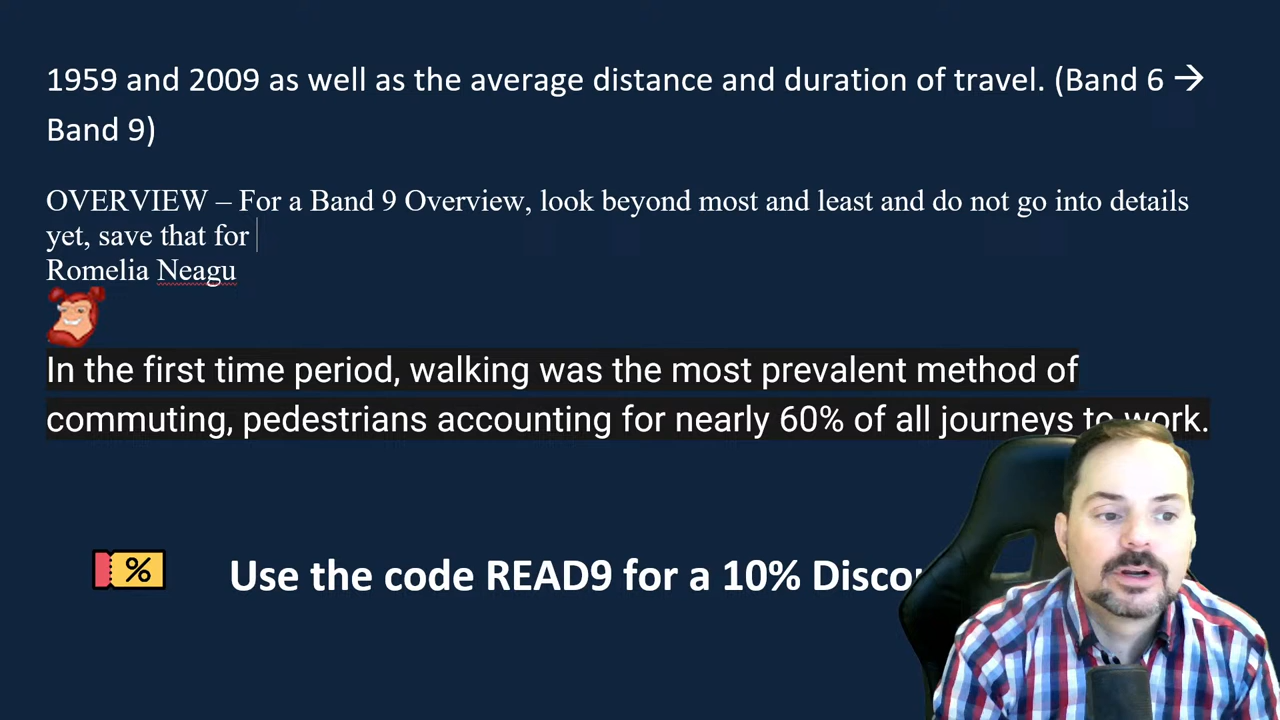 1959 and 2009 as well as the average distance and duration of travel. (Band 6 →
Band 9)
OVERVIEW – For a Band 9 Overview, look beyond most and least and do not go into details
yet, save that for
Romelia Neagu
In the first time period, walking was the most prevalent method of
commuting, pedestrians accounting for nearly 60% of all journeys to work.
%
Use the code READ9 for a 10%